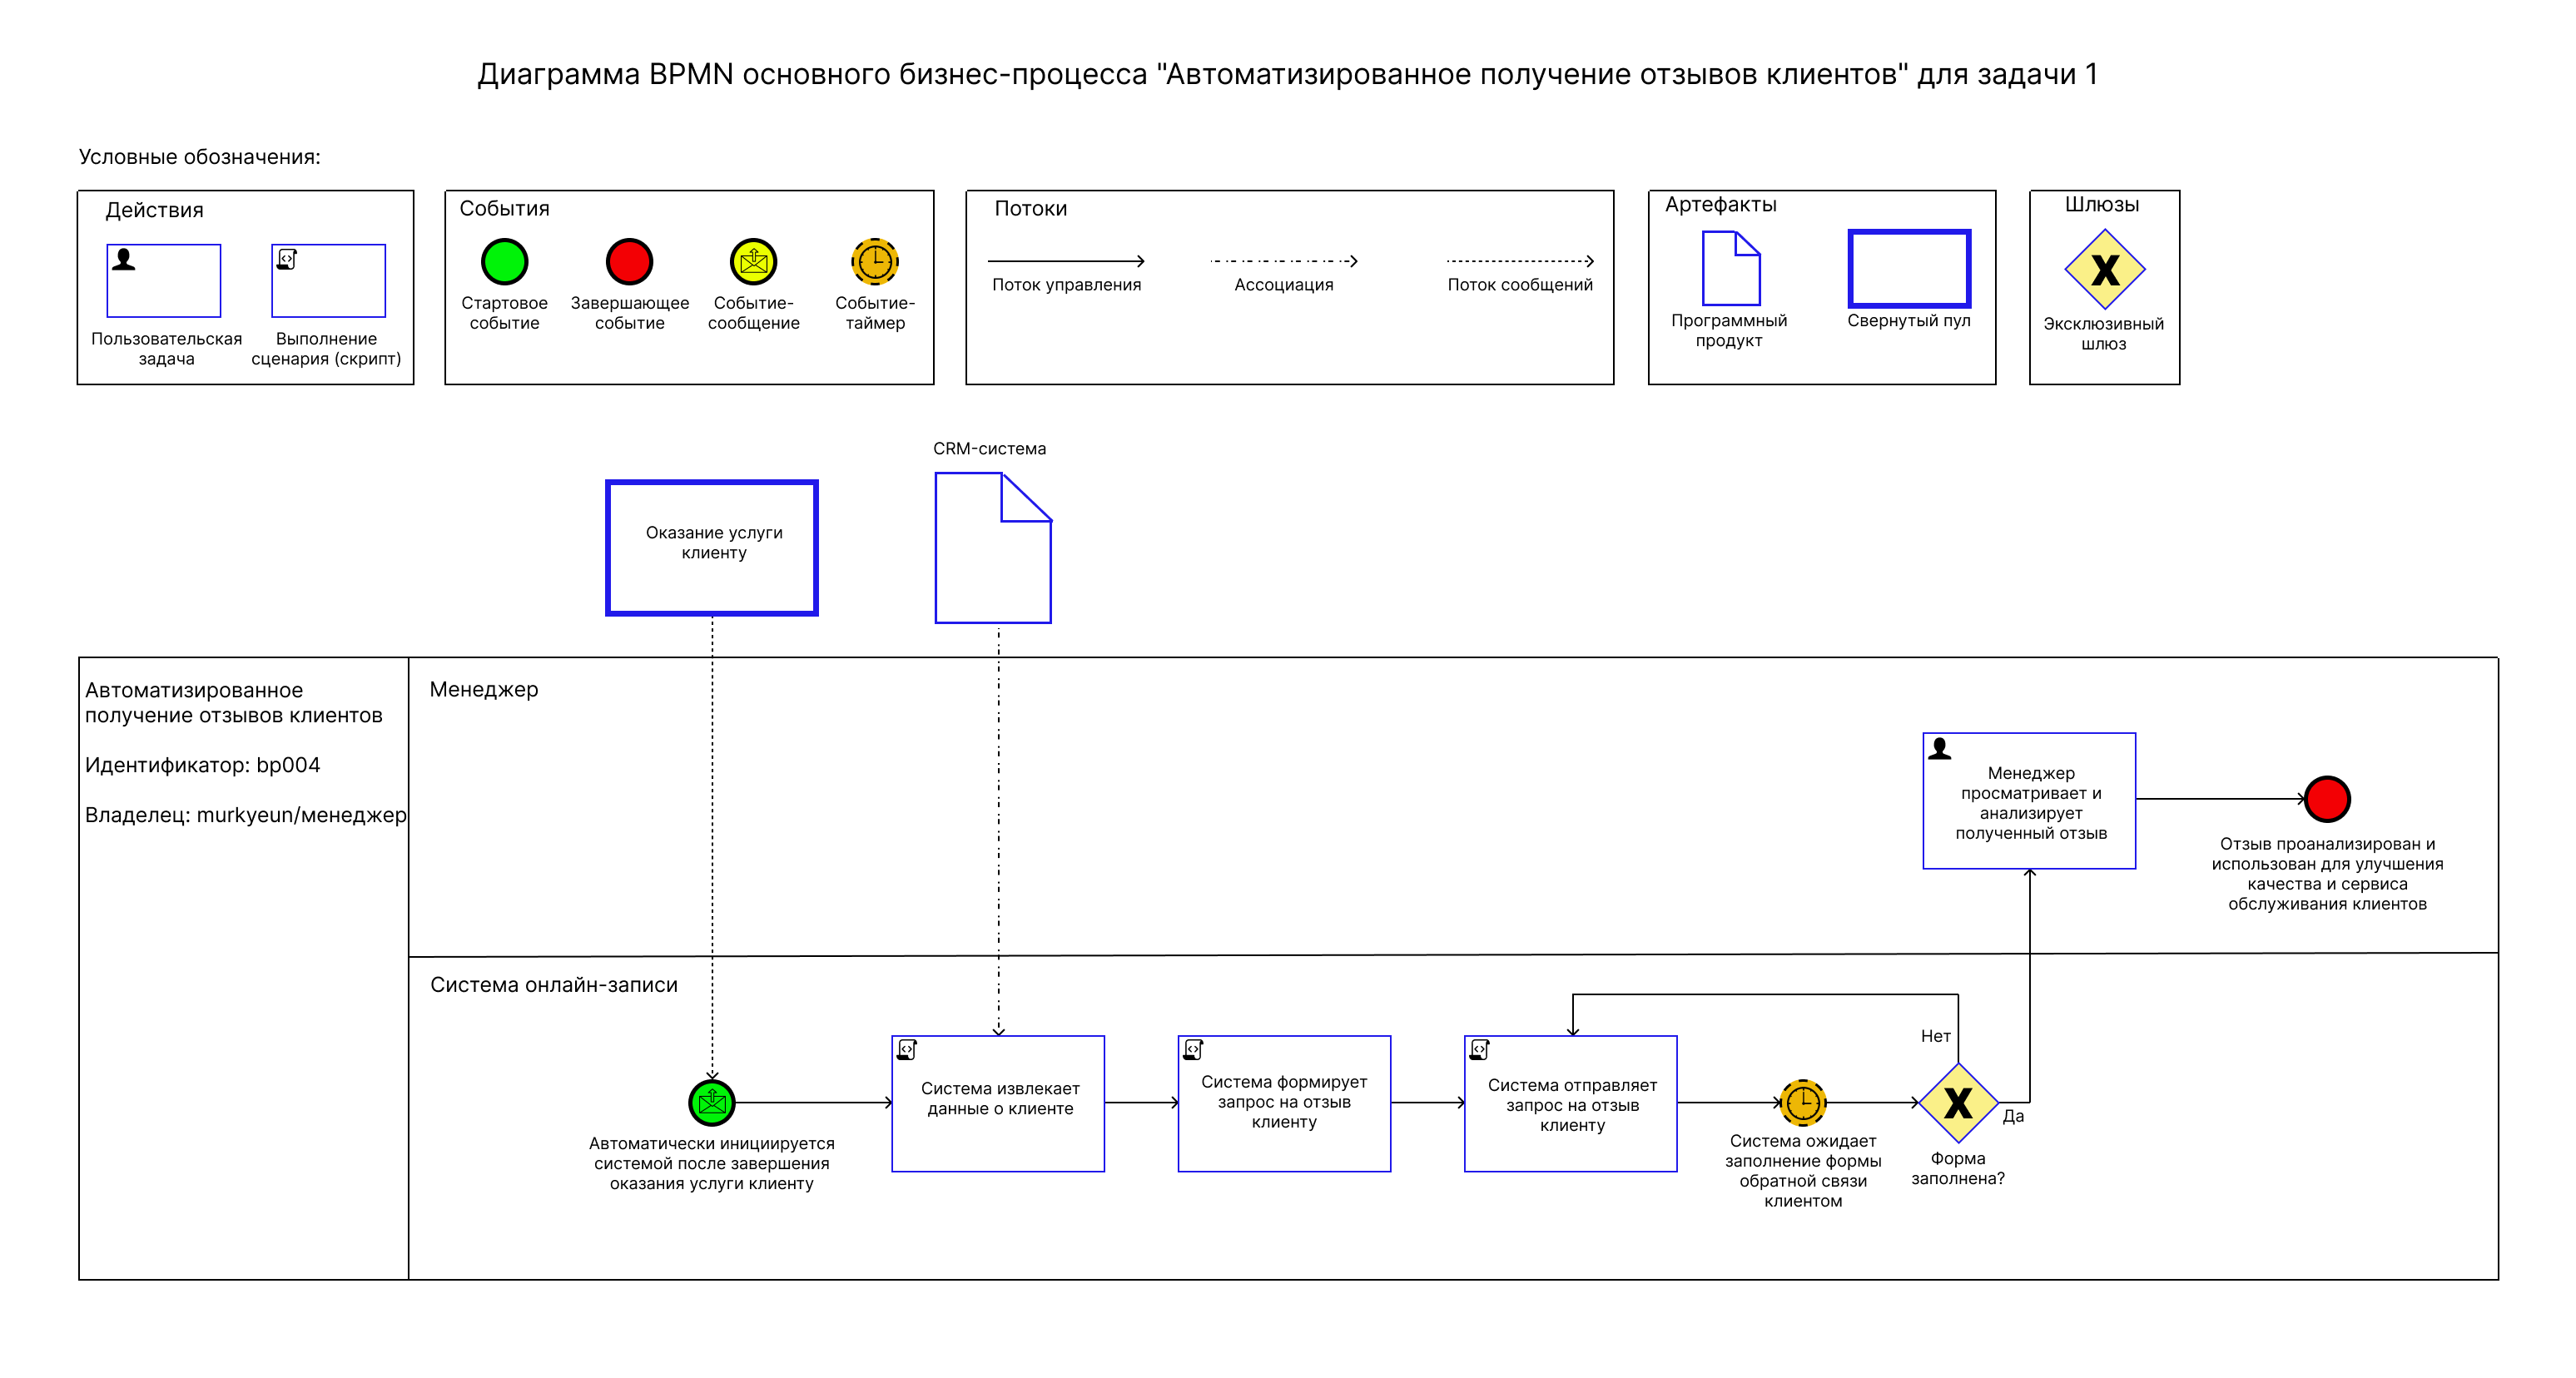 Диаграмма BPMN основного бизнес-процесса "Автоматизированное получение отзывов клиентов" для задачи 1
Условные обозначения:
Действия
Пользовательская
задача
Выполнение
сценария (скрипт)
События
Стартовое
событие
Завершающее
событие
Событие-
сообщение
Событие-
таймер
Потоки
Поток управления
Ассоциация
Поток сообщений
Артефакты
Программный
продукт
Свернутый пул
Шлюзы
X
Эксклюзивный
шлюз
CRM-система
Оказание услуги
клиенту
Автоматизированное
получение отзывов клиентов
Идентификатор: bp004
Владелец: murkyeun/менеджер
Менеджер
Менеджер
просматривает и
анализирует
полученный отзыв
Отзыв проанализирован и
использован для улучшения
качества и сервиса
обслуживания клиентов
Система онлайн-записи
Автоматически инициируется
системой после завершения
оказания услуги клиенту
Система извлекает
данные о клиенте
Система формирует
запрос на отзыв
клиенту
Система отправляет
запрос на отзыв
клиенту
Система ожидает
заполнение формы
обратной связи
клиентом
Нет
X
Да
Форма
заполнена?